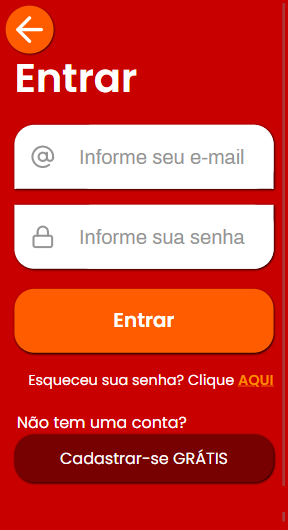 Entrar
Informe seu e-mail
Informe sua senha
Entrar
Esqueceu sua senha? Clique AQUI
Não tem uma conta?
Cadastrar-se GRÁTIS